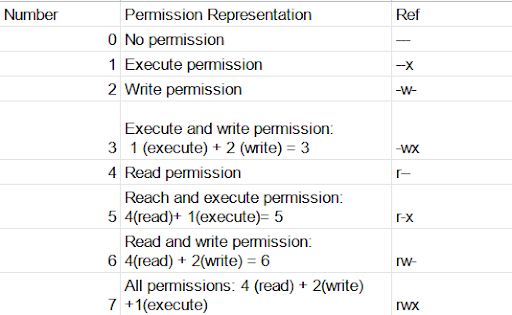 Number Permission Representation Ref
0 No permission ---
1 Execute permission --x
2 Write permission -w-
Execute and write permission:
3 1 (execute) + 2 (write) = 3 -wx
4 Read permission r--
Reach and execute permission:
5 4(read)+ 1(execute)= 5 r-x
Read and write permission:
6 4(read) + 2(write) = 6 rw-
All permissions: 4 (read) + 2(write)
7 +1(execute) rwx